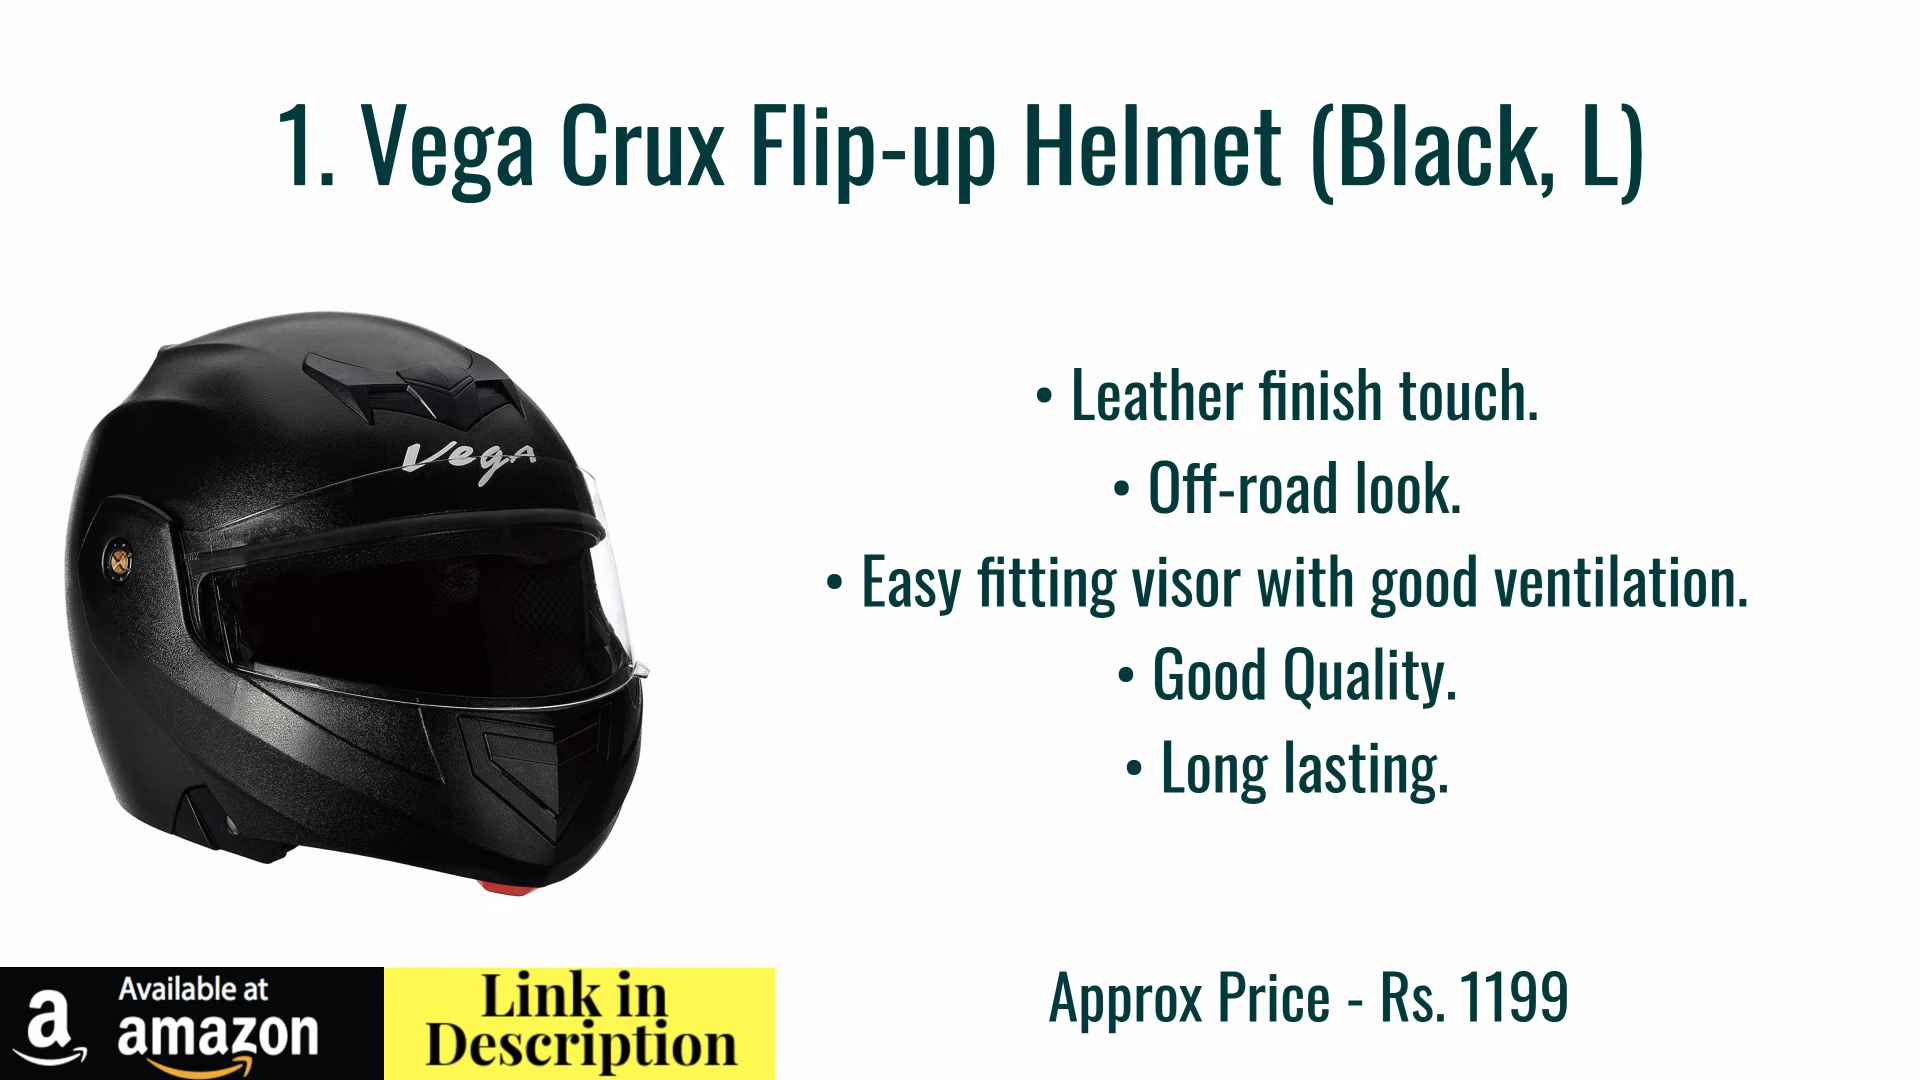 1. Vega Crux Flip-up Helmet (Black, L)
Vega
• Leather finish touch.
• Off-road look.
• Easy fitting visor with good ventilation.
• Good Quality.
• Long lasting.
Available at
a amazon
Link in
Description
Approx Price - Rs. 1199